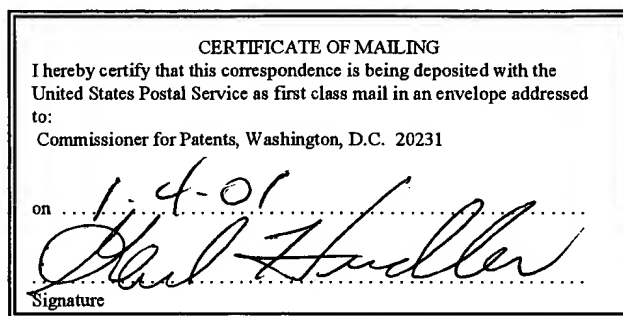 CERTIFICATE OF MAILING
I hereby certify that this correspondence is being deposited with the
United States Postal Service as first class mail in an envelope addressed
to:
Commissioner for Patents, Washington, D.C. 20231
on 1-4-01
Signature